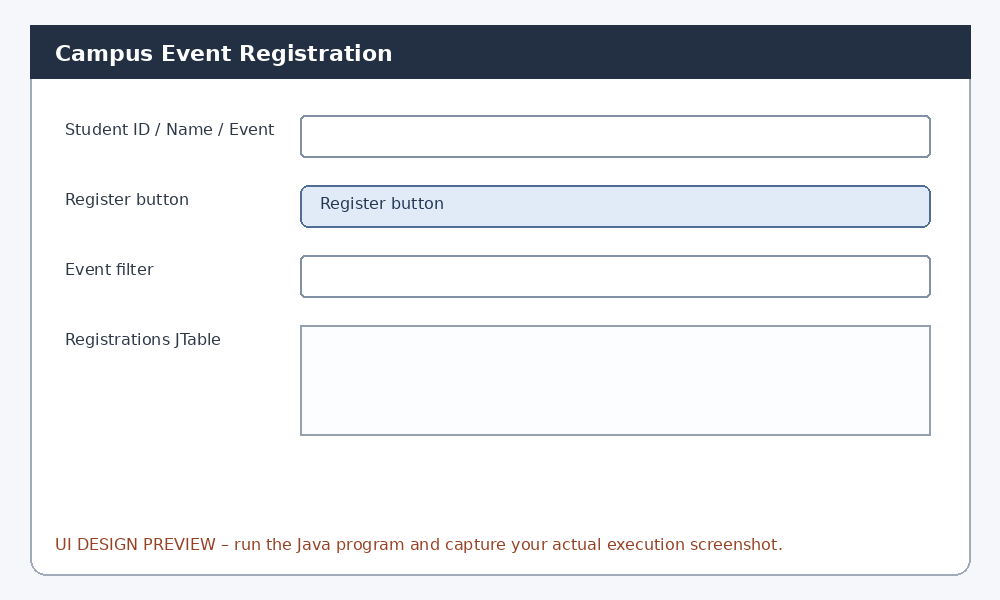 Campus Event Registration
Student ID / Name / Event
Register button
Register button
Event filter
Registrations JTable
UI DESIGN PREVIEW – run the Java program and capture your actual execution screenshot.